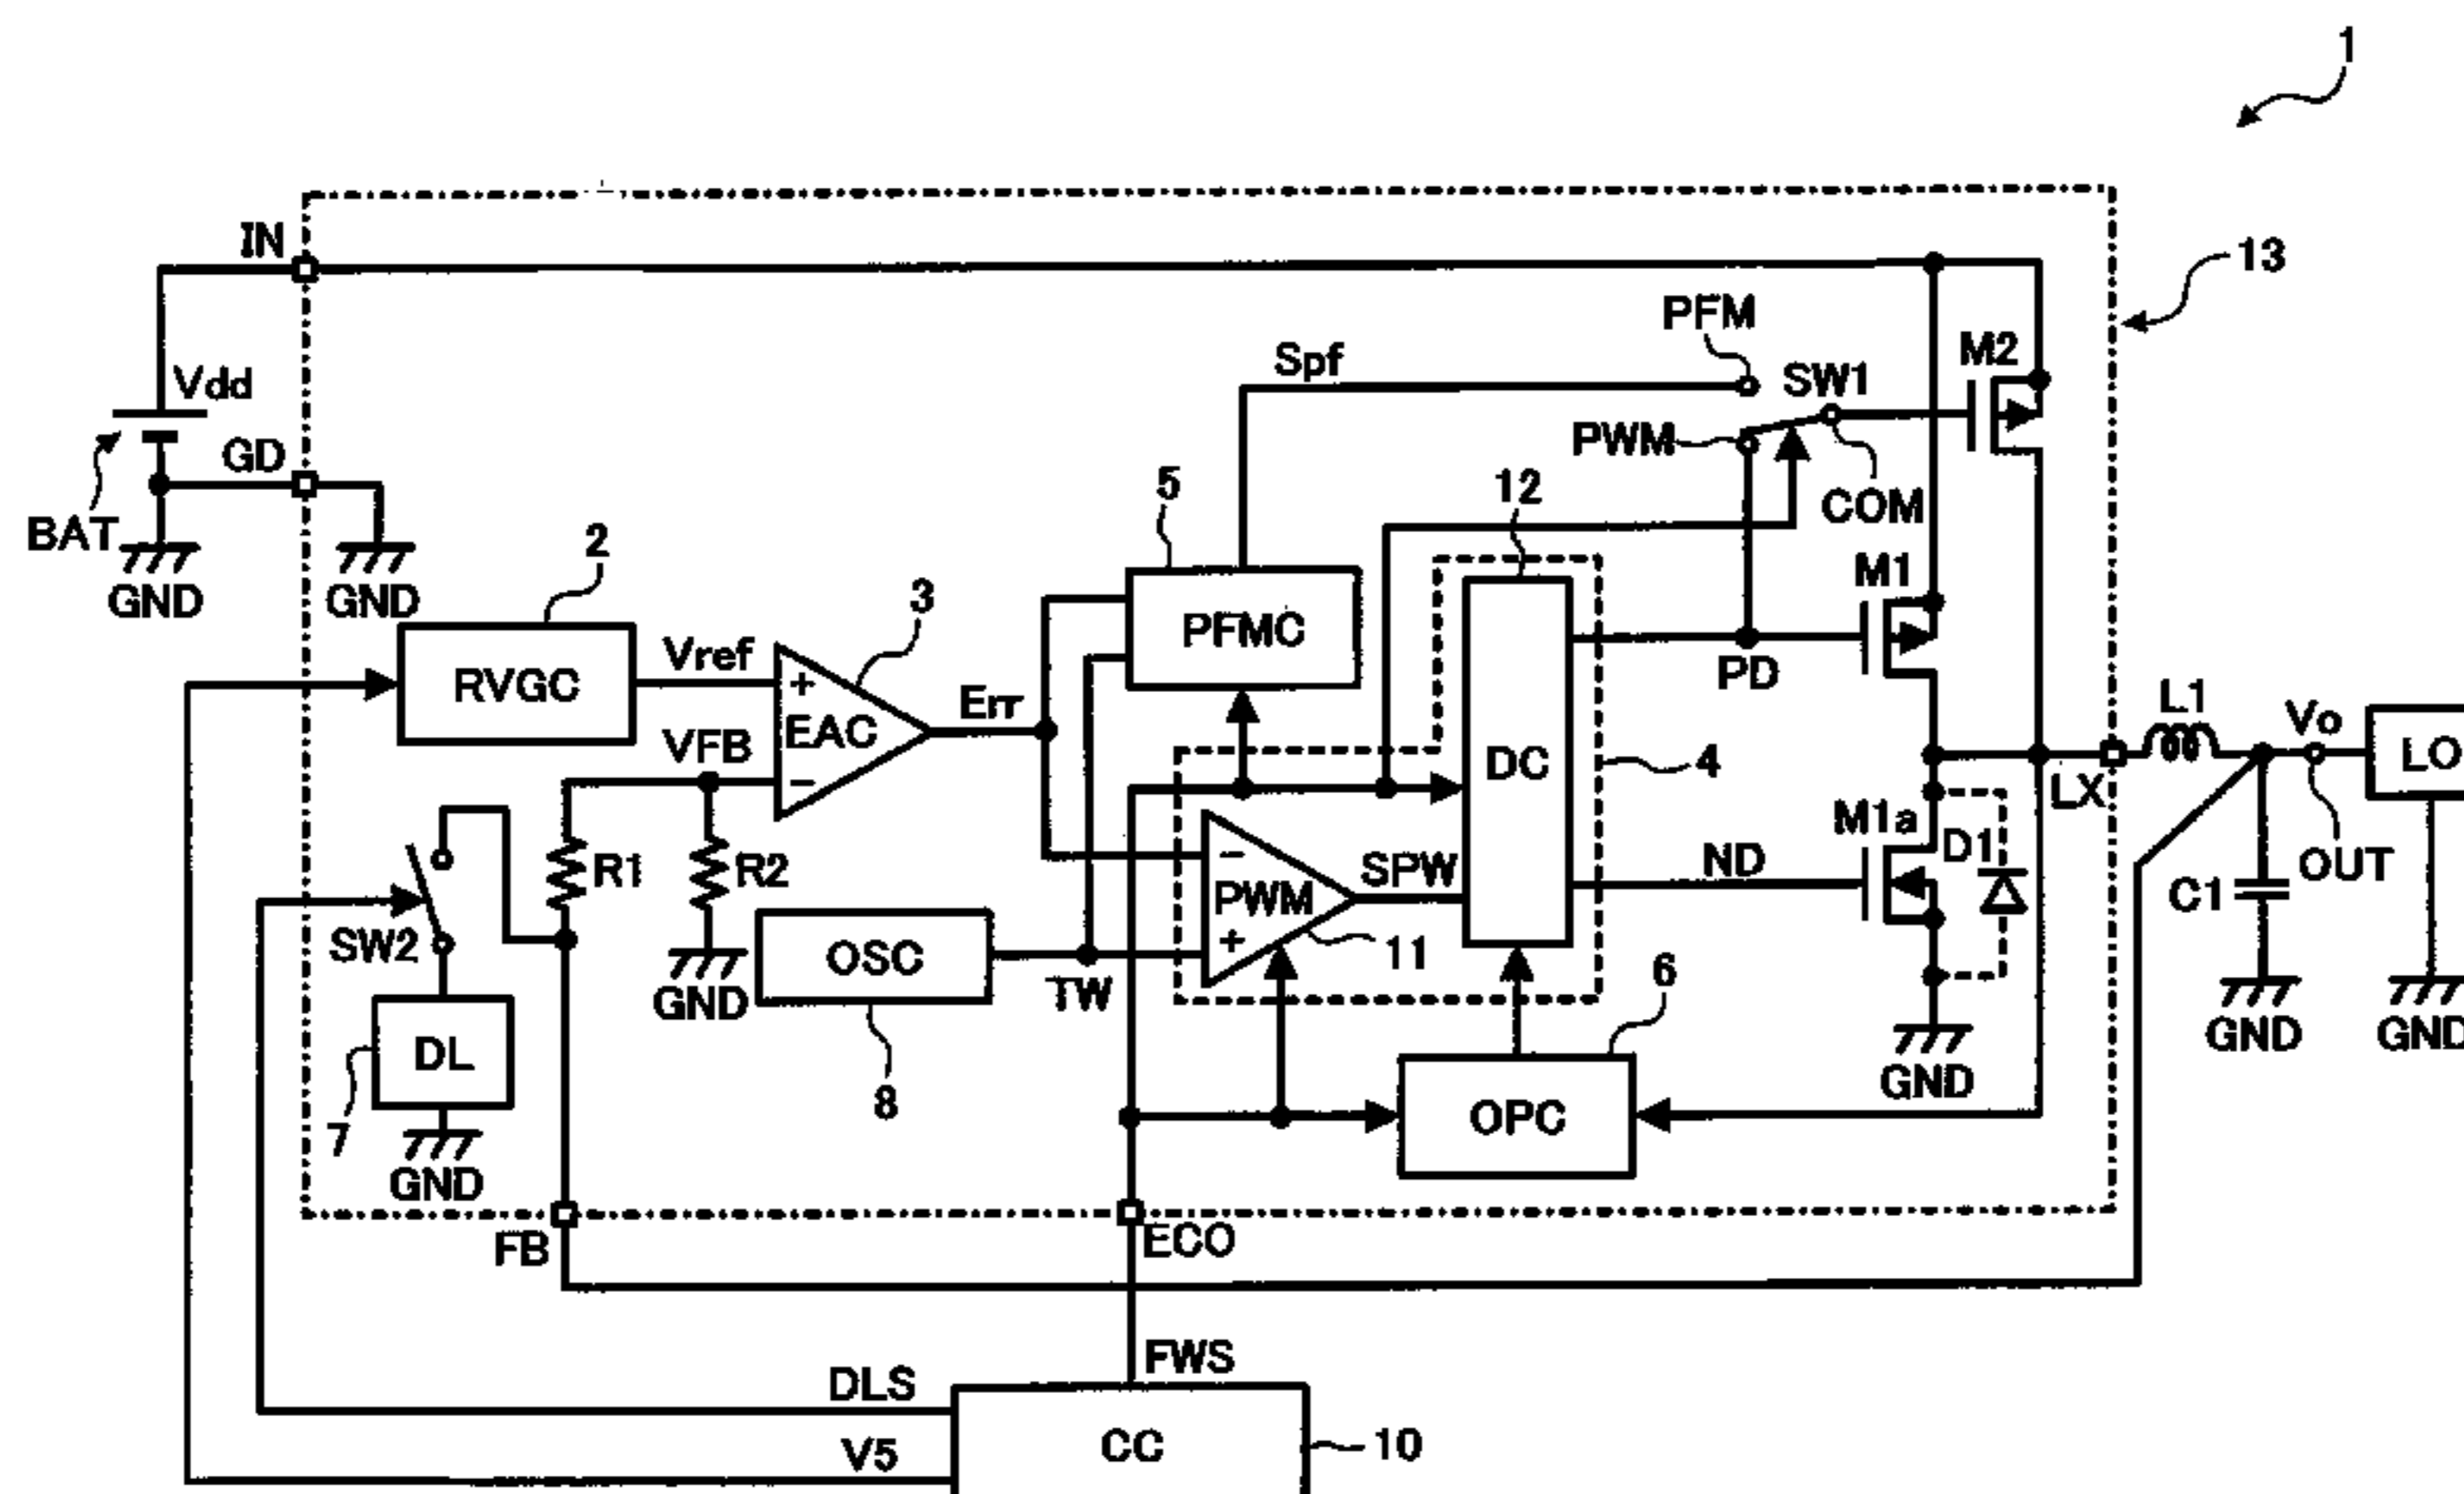 1
IN
13
PFM
M2
Spf
SW1
Vdd
PWM
GD
5
12
COM
BAT
2
M1
GND
GND
3
PFMC
Vref
PD
RVGC
+
Err
L1
Vo
EAC
VFB
DC
4
LO
−
LX
M1a
D1
R1
R2
−
SPW
ND
OUT
PWM
C1
SW2
OSC
+
11
6
GND
TW
GND
GND
DL
GND
8
OPC
7
GND
FB
ECO
FWS
DLS
CC
10
V5